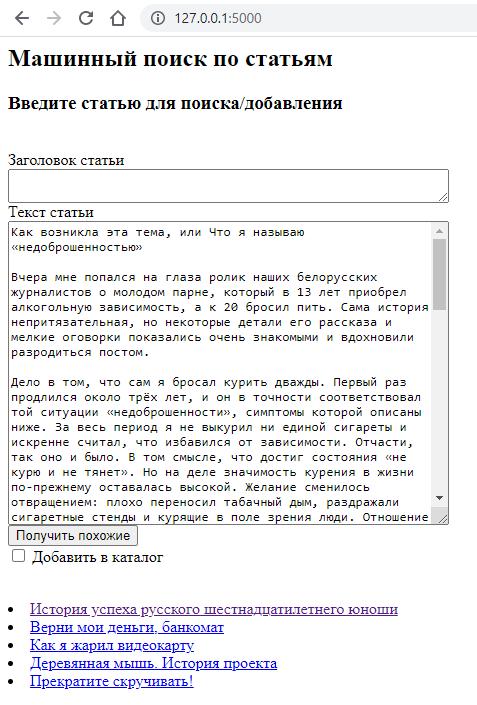 127.0.0.1:5000
Машинный поиск по статьям
Введите статью для поиска/добавления
Заголовок статьи
Текст статьи
Как возникла эта тема, или Что я называю
«недоброшенностью»
Вчера мне попался на глаза ролик наших белорусских
журналистов о молодом парне, который в 13 лет приобрел
алкогольную зависимость, а к 20 бросил пить. Сама история
непритязательная, но некоторые детали его рассказа и
мелкие оговорки показались очень знакомыми и вдохновили
разродиться постом.
Дело в том, что сам я бросал курить дважды. Первый раз
продлился около трёх лет, и он в точности соответствовал
той ситуации «недоброшенности», симптомы которой описаны
ниже. За весь период я не выкурил ни единой сигареты и
искренне считал, что избавился от зависимости. Отчасти,
так оно и было. В том смысле, что достиг состояния «не
курю и не тянет». Но на деле значимость курения в жизни
по-прежнему оставалась высокой. Желание сменилось
отвращением: плохо переносил табачный дым, раздражали
сигаретные стенды и курящие в поле зрения люди. Отношение
Получить похожие
Добавить в каталог
История успеха русского шестнадцатилетнего юноши
Верни мои деньги, банкомат
Как я жарил видеокарту
Деревянная мышь. История проекта
Прекратите скручивать!